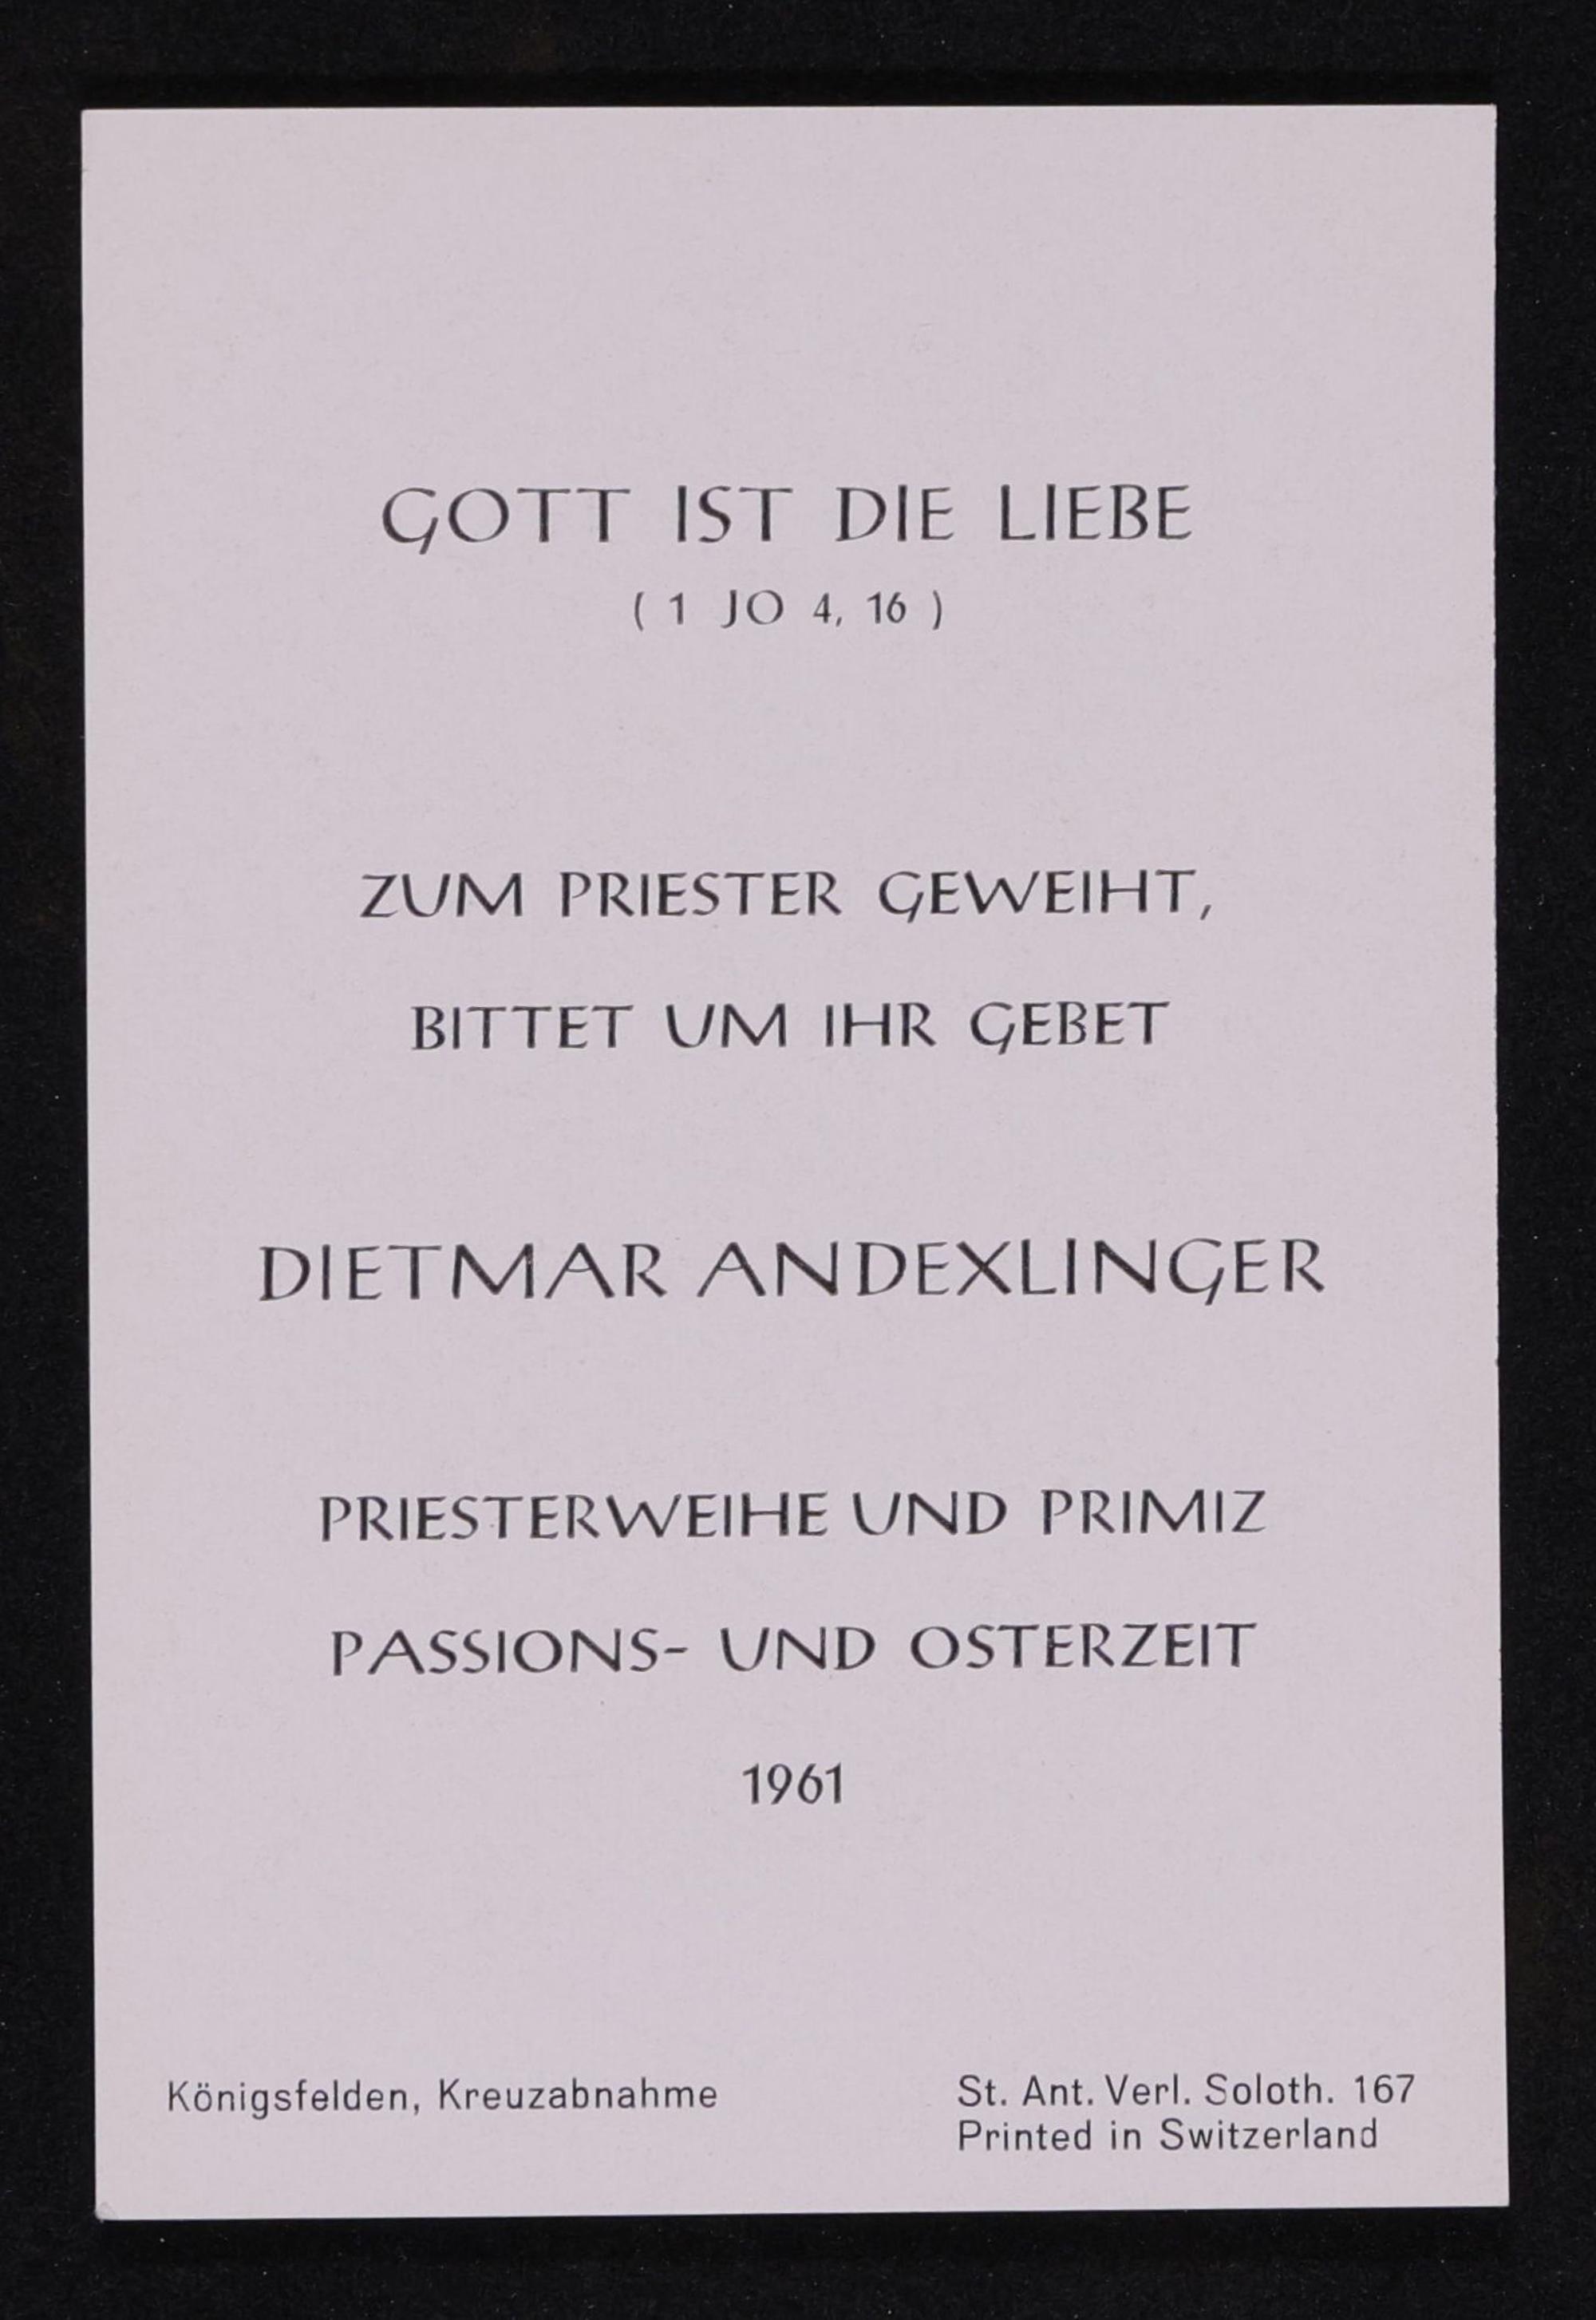 GOTT IST DIE LIEBE
( 1 JO 4, 16 )
ZUM PRIESTER GEWEIHT,
BITTET UM IHR GEBET
DIETMAR ANDEXLINGER
PRIESTERWEIHE UND PRIMIZ
PASSIONS- UND OSTERZEIT
1961
Königsfelden, Kreuzabnahme
St. Ant. Verl. Soloth. 167
Printed in Switzerland